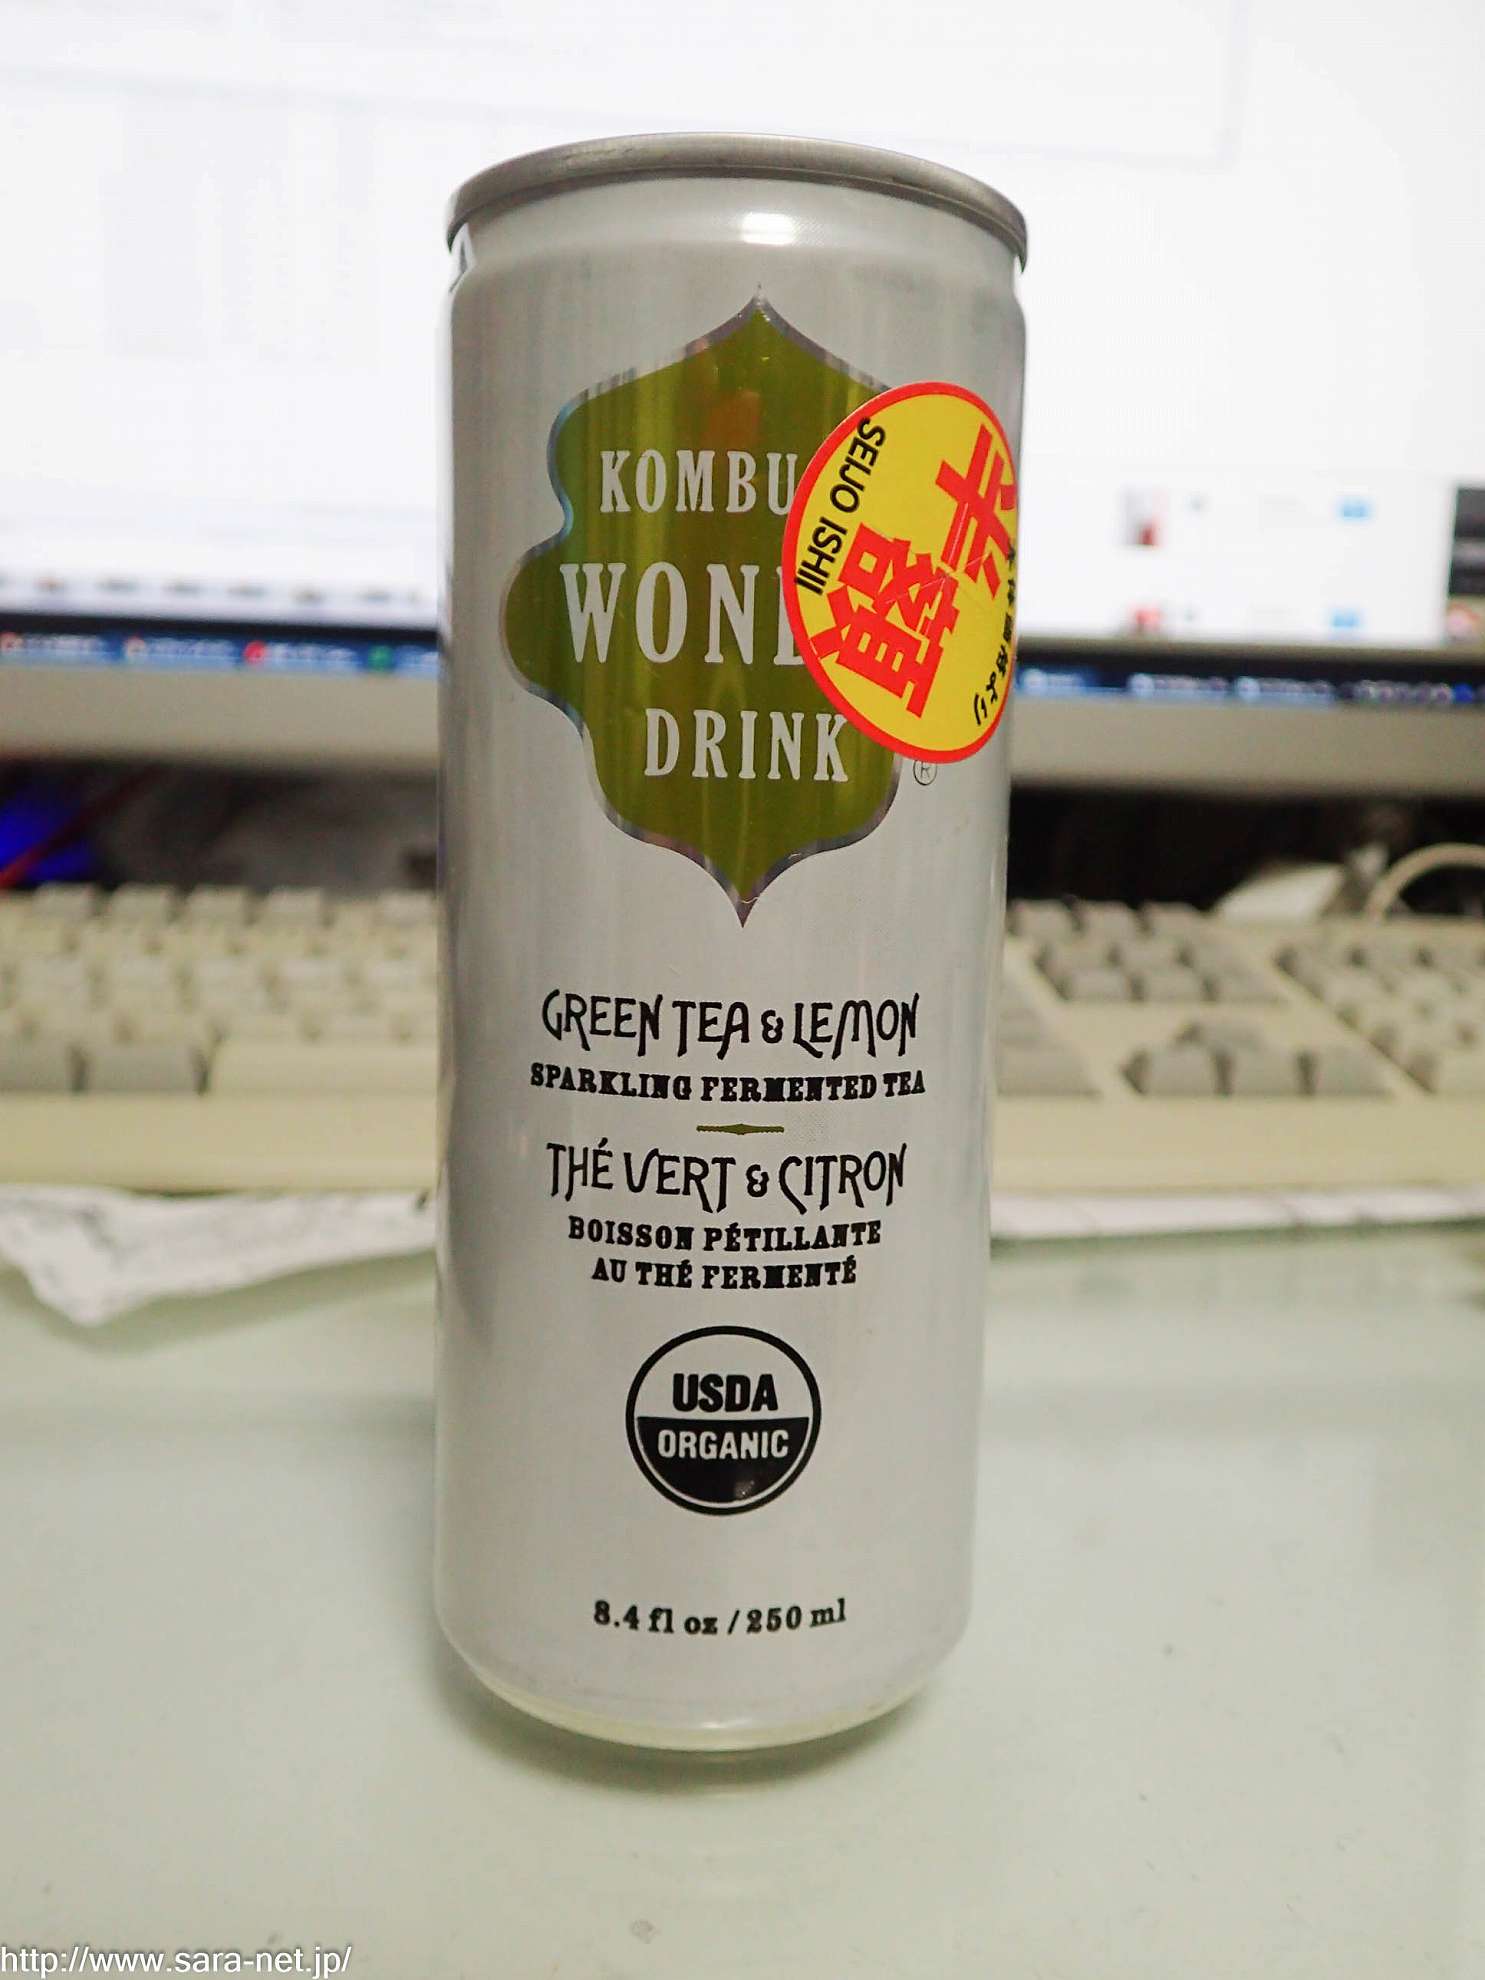 KOMBU
WON
DRINK
®
SEIJO ISHII
GREEN TEA & LEMON
SPARKLING FERMENTED TEA
THÉ VERT & CITRON
BOISSON PÉTILLANTE
AU THÉ FERMENTÉ
USDA
ORGANIC
8.4 fl oz / 250 ml
http://www.sara-net.jp/